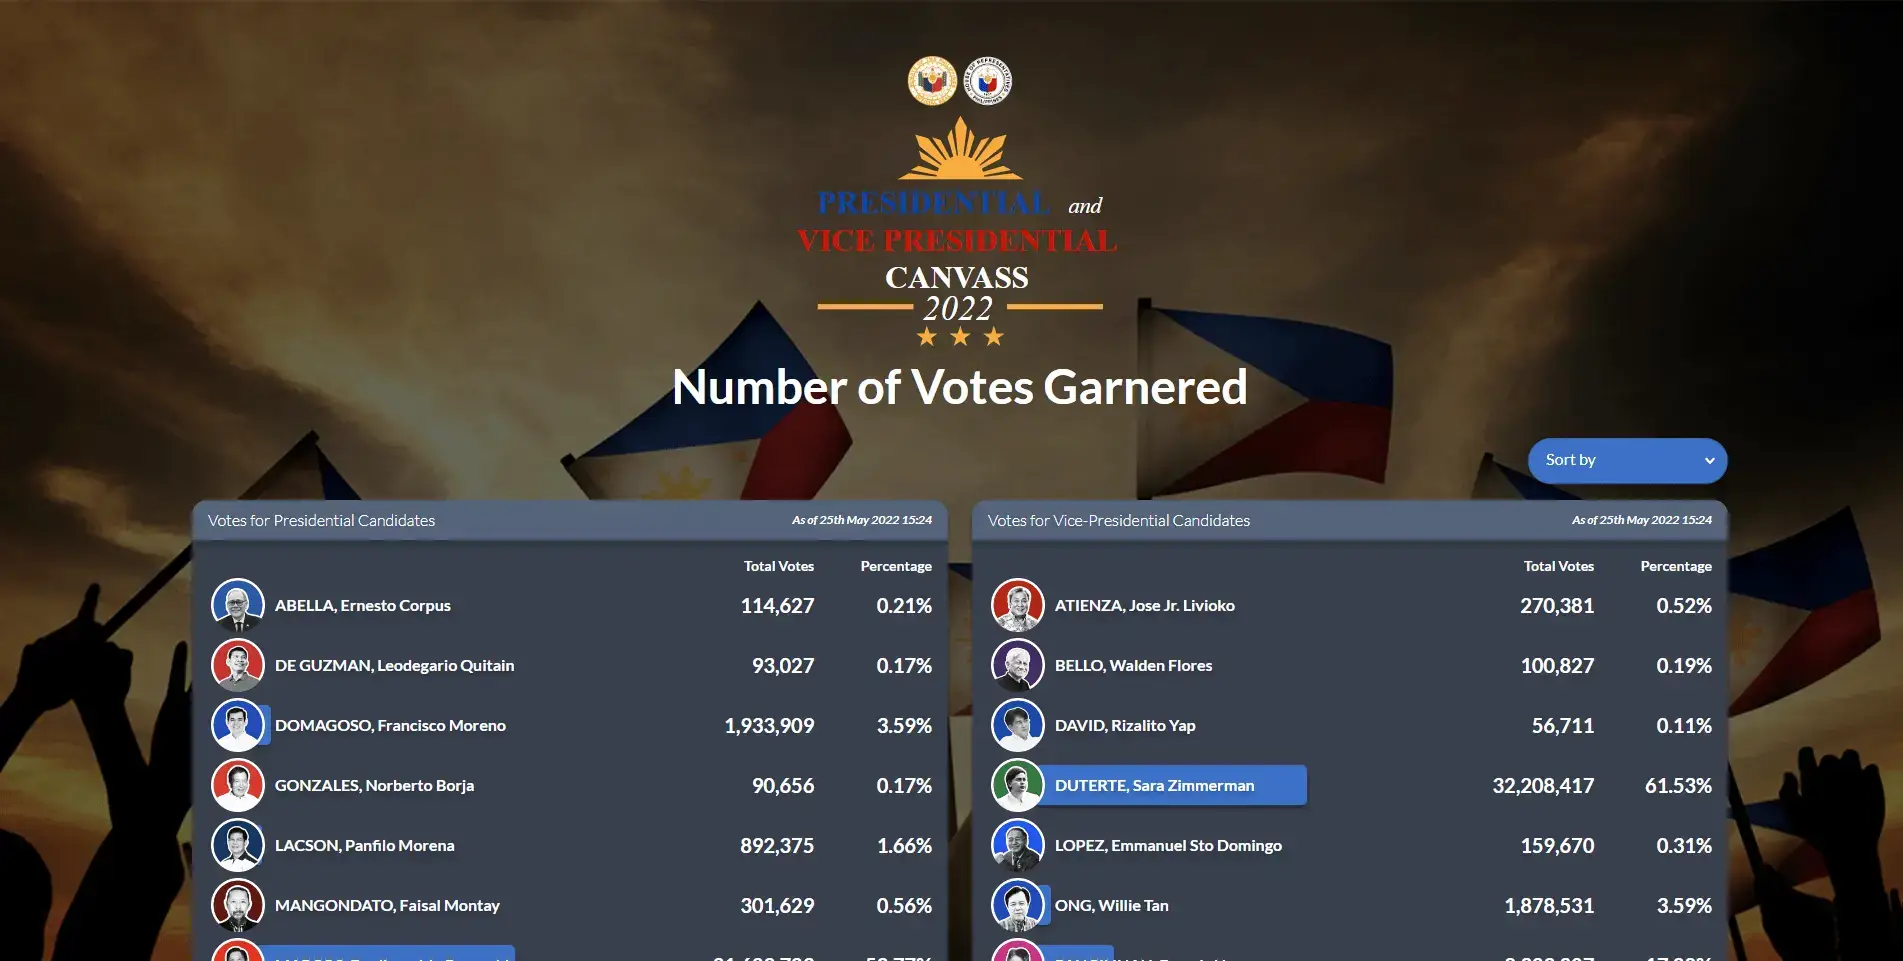 PRESIDENTIAL and
VICE PRESIDENTIAL
CANVASS
2022
Number of Votes Garnered
Sort by
Votes for Presidential Candidates As of 25th May 2022 15:24
Total Votes Percentage
ABELLA, Ernesto Corpus 114,627 0.21%
DE GUZMAN, Leodegario Quitain 93,027 0.17%
DOMAGOSO, Francisco Moreno 1,933,909 3.59%
GONZALES, Norberto Borja 90,656 0.17%
LACSON, Panfilo Morena 892,375 1.66%
MANGONDATO, Faisal Montay 301,629 0.56%
Votes for Vice-Presidential Candidates As of 25th May 2022 15:24
Total Votes Percentage
ATIENZA, Jose Jr. Livioko 270,381 0.52%
BELLO, Walden Flores 100,827 0.19%
DAVID, Rizalito Yap 56,711 0.11%
DUTERTE, Sara Zimmerman 32,208,417 61.53%
LOPEZ, Emmanuel Sto Domingo 159,670 0.31%
ONG, Willie Tan 1,878,531 3.59%